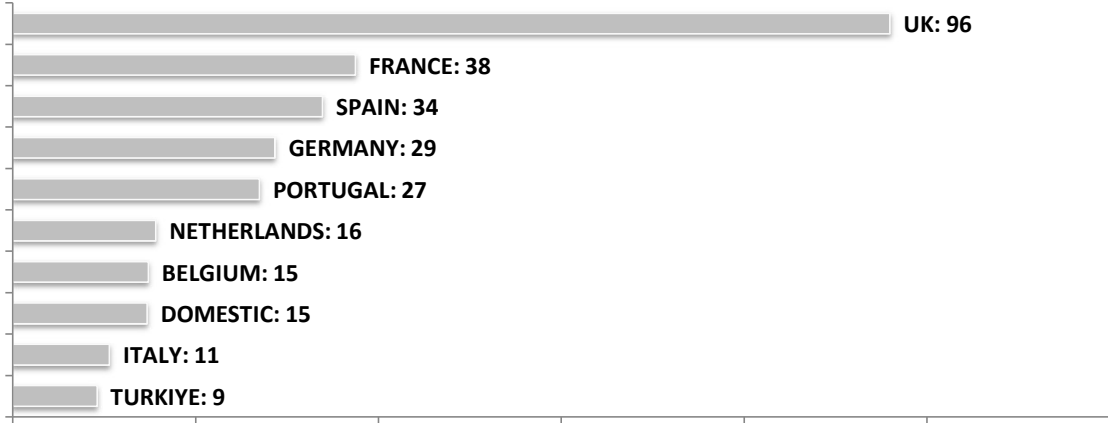 UK: 96
FRANCE: 38
SPAIN: 34
GERMANY: 29
PORTUGAL: 27
NETHERLANDS: 16
BELGIUM: 15
DOMESTIC: 15
ITALY: 11
TURKIYE: 9